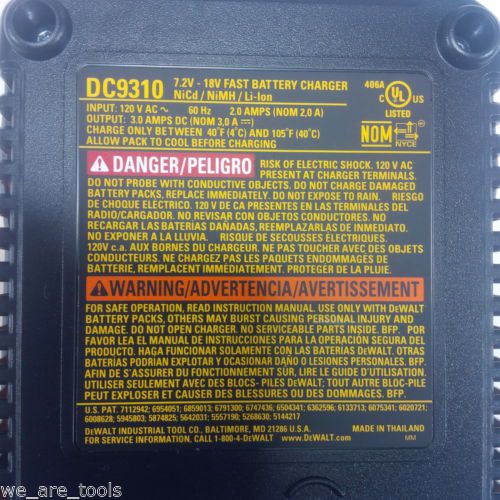 DC9310 7.2V - 18V FAST BATTERY CHARGER
NiCd / NiMH / Li-Ion
INPUT: 120 V AC ~ 60 Hz 2.0 AMPERES (NOM 2,0 A)
OUTPUT: 3.0 AMPS DC (NOM 3,0 A ⎓)
CHARGE ONLY BETWEEN 40°F (4°C) AND 105°F (40°C)
ALLOW PACK TO COOL BEFORE CHARGING
406A
C UL US
LISTED
NOM
NYCE
DANGER/PELIGRO RISK OF ELECTRIC SHOCK. 120 V AC
PRESENT AT CHARGER TERMINALS.
DO NOT PROBE WITH CONDUCTIVE OBJECTS. DO NOT CHARGE DAMAGED
BATTERY PACKS, REPLACE IMMEDIATELY. DO NOT EXPOSE TO RAIN. RIESGO
DE CHOQUE ELECTRICO. 120 V DE CA PRESENTES EN LAS TERMINALES DEL
RADIO/CARGADOR. NO REVISAR CON OBJETOS CONDUCTORES. NO
RECARGAR LAS BATERÍAS DAÑADAS, REEMPLAZARLAS DE INMEDIATO.
NO EXPONER A LA LLUVIA. RISQUE DE SECOUSSES ÉLECTRIQUES.
120V c.a. AUX BORNES DU CHARGEUR. NE PAS TOUCHER AVEC DES OBJETS
CONDUCTEURS. NE CHARGEZ PAS LES PAQUETS ENDOMMAGÉS DE
BATTERIE, REMPLACENT IMMÉDIATEMENT. PROTEGÉR DE LA PLUIE.
WARNING/ADVERTENCIA/AVERTISSEMENT
FOR SAFE OPERATION, READ INSTRUCTION MANUAL. USE ONLY WITH DEWALT
BATTERY PACKS, OTHERS MAY BURST CAUSING PERSONAL INJURY AND
DAMAGE. DO NOT OPEN CHARGER. NO SERVICEABLE PARTS INSIDE. BFP. POR
FAVOR LEA EL MANUAL DE INSTRUCCIONES PARA LA OPERACIÓN SEGURA DEL
PRODUCTO. HAGA FUNCIONAR SOLAMENTE CON LAS BATERÍAS DEWALT. OTRAS
BATERÍAS PODRIAN EXPLOTAR Y OCASIONAR DAÑO O LESIONES PERSONALES. BFP.
AFIN DE S'ASSURER DU FONCTIONNEMENT SÛR, LIRE LE GUIDE D'UTILISATION.
UTILISER SEULEMENT AVEC DES BLOCS- PILES DEWALT; TOUT AUTRE BLOC-PILE
PEUT EXPLOSER ET CAUSER DES BLESSURES OU DES DOMMAGES. BFP.
U.S. PAT. 7112942; 6954051; 6859013; 6791300; 6747436; 6504341; 6362596; 6133713; 6075341; 6020721;
6008628; 5945803; 5874825; 5642031; 5557190; 5268630; 5144217
DEWALT INDUSTRIAL TOOL CO., BALTIMORE, MD 21286 U.S.A. MADE IN THAILAND
FOR SERVICE INFORMATION, CALL 1-800-4-DEWALT www.DEWALT.com MM
we_are_tools